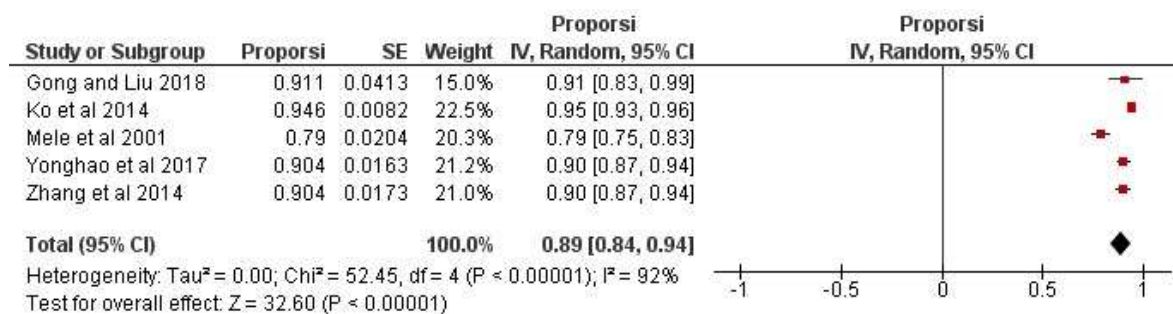 Proporsi Proporsi
Study or Subgroup Proporsi SE Weight IV, Random, 95% CI IV, Random, 95% CI
Gong and Liu 2018 0.911 0.0413 15.0% 0.91 [0.83, 0.99]
Ko et al 2014 0.946 0.0082 22.5% 0.95 [0.93, 0.96]
Mele et al 2001 0.79 0.0204 20.3% 0.79 [0.75, 0.83]
Yonghao et al 2017 0.904 0.0163 21.2% 0.90 [0.87, 0.94]
Zhang et al 2014 0.904 0.0173 21.0% 0.90 [0.87, 0.94]
Total (95% CI) 100.0% 0.89 [0.84, 0.94]
Heterogeneity: Tau² = 0.00; Chi² = 52.45, df = 4 (P < 0.00001); I² = 92%
Test for overall effect: Z = 32.60 (P < 0.00001)
-1 -0.5 0 0.5 1